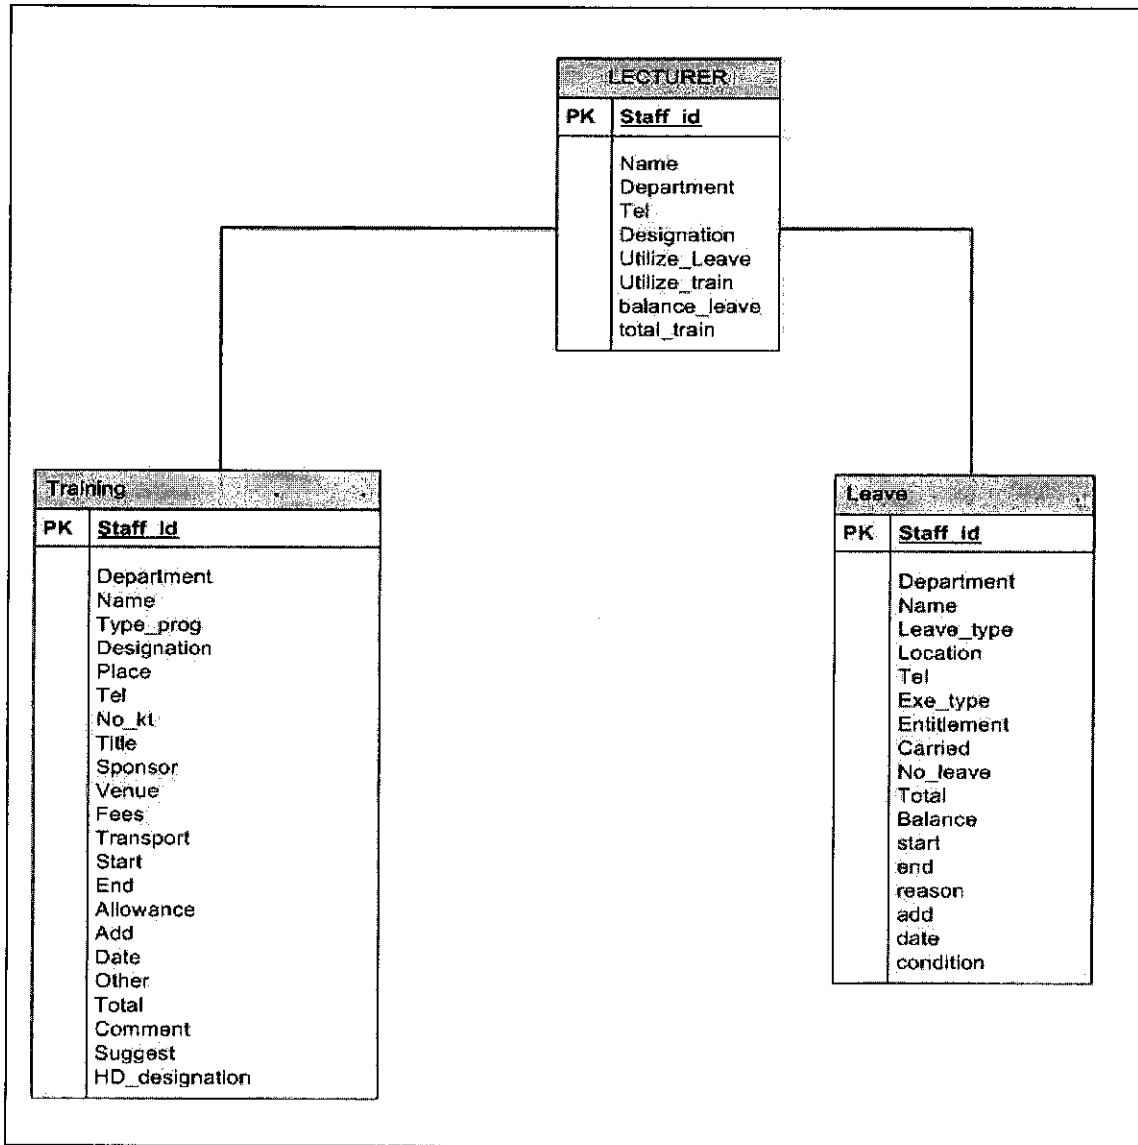 LECTURER
PK Staff_id
Name
Department
Tel
Designation
Utilize_Leave
Utilize_train
balance_leave
total_train
Training
PK Staff_id
Department
Name
Type_prog
Designation
Place
Tel
No_kt
Title
Sponsor
Venue
Fees
Transport
Start
End
Allowance
Add
Date
Other
Total
Comment
Suggest
HD_designation
Leave
PK Staff_id
Department
Name
Leave_type
Location
Tel
Exe_type
Entitlement
Carried
No_leave
Total
Balance
start
end
reason
add
date
condition